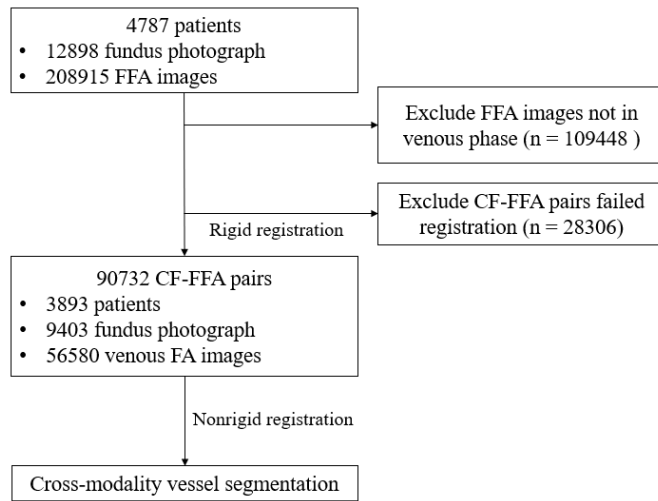 4787 patients
• 12898 fundus photograph
• 208915 FFA images
Exclude FFA images not in
venous phase (n = 109448 )
Exclude CF-FFA pairs failed
registration (n = 28306)
Rigid registration
90732 CF-FFA pairs
• 3893 patients
• 9403 fundus photograph
• 56580 venous FA images
Nonrigid registration
Cross-modality vessel segmentation